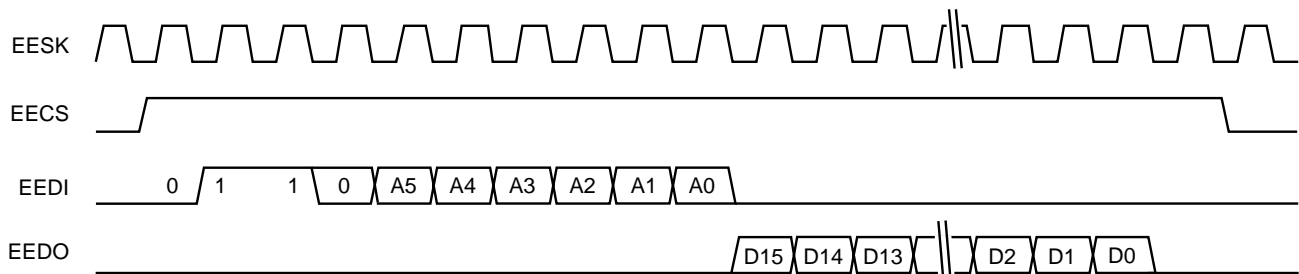 EESK
EECS
EEDI 0 1 1 0 A5 A4 A3 A2 A1 A0
EEDO D15 D14 D13 D2 D1 D0